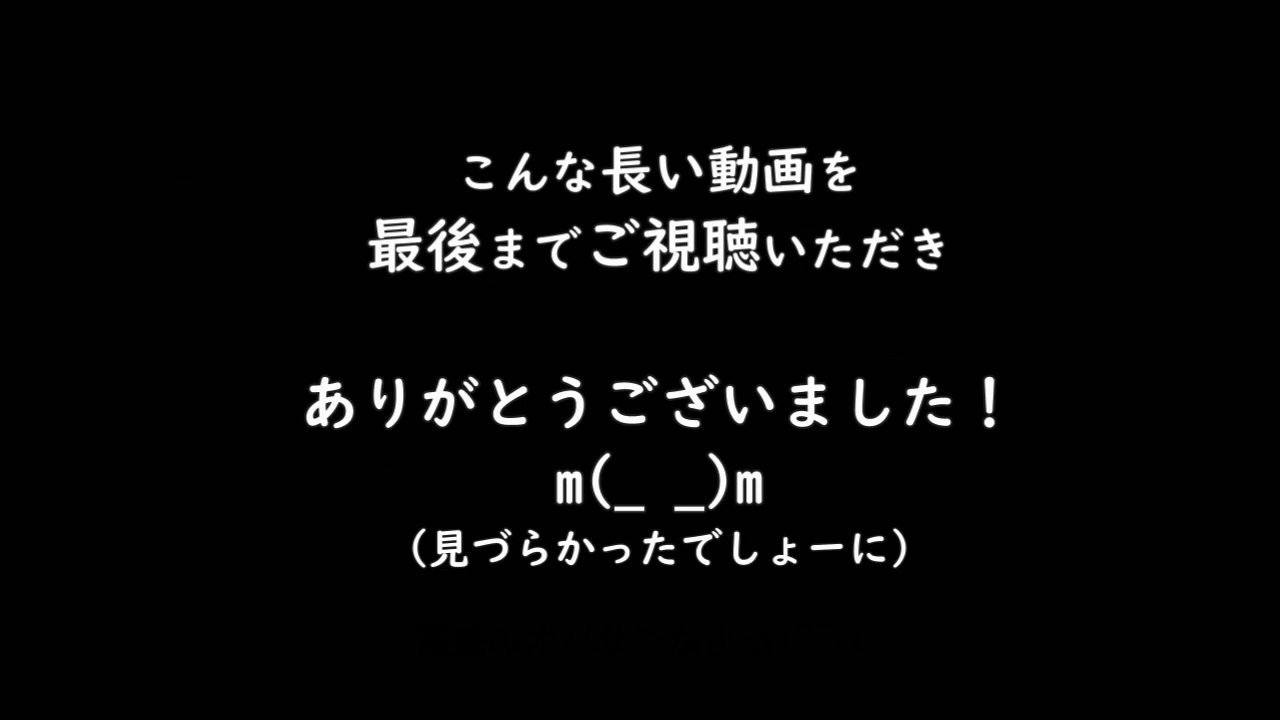 こんな長い動画を
最後までご視聴いただき
ありがとうございました！
m(_ _)m
（見づらかったでしょーに）